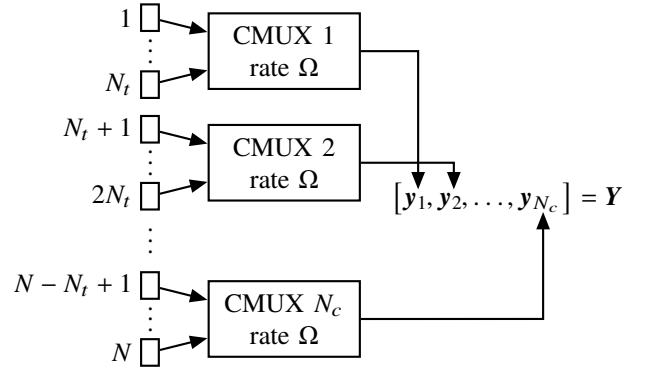 1
CMUX 1
rate Ω
⋮
N_t
N_t + 1
CMUX 2
rate Ω
⋮
2N_t
[y_1, y_2, . . . , y_{N_c}] = Y
⋮
N − N_t + 1
CMUX N_c
rate Ω
⋮
N